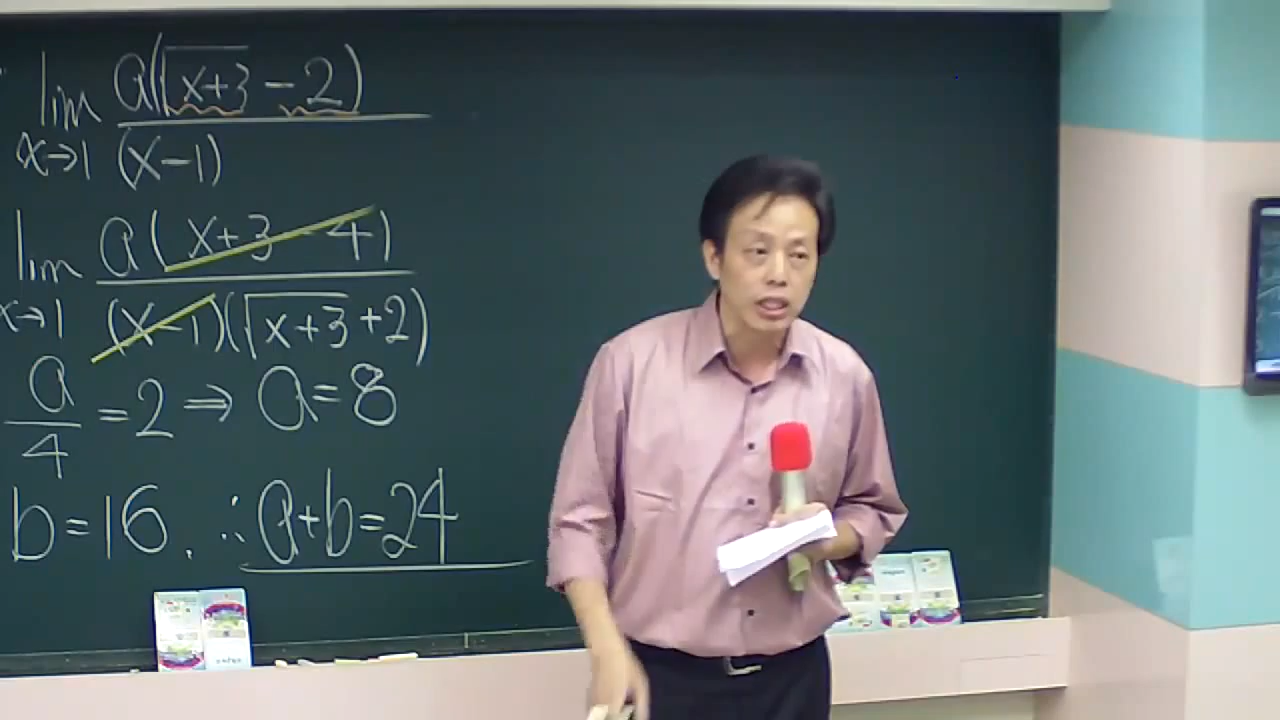 lim x→1 a(√(x+3) − 2) / (x−1)
lim x→1 a(x+3−4) / (x−1)(√(x+3)+2)
a/4 = 2 ⇒ a = 8
b = 16. ∴ a+b = 24